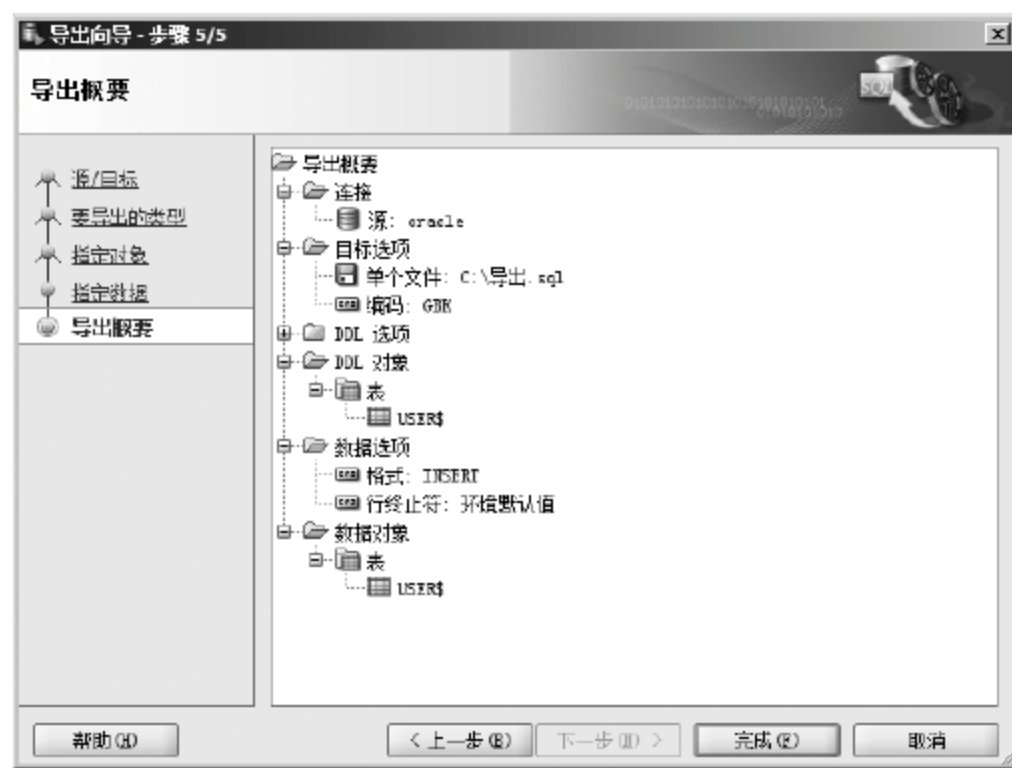 导出向导 - 步骤 5/5
导出概要
SQL
源/目标
要导出的类型
指定对象
指定数据
导出概要
导出概要
连接
源: oracle
目标选项
单个文件: C:\导出.sql
编码: GBK
DDL 选项
DDL 对象
表
USER$
数据选项
格式: INSERT
行终止符: 环境默认值
数据对象
表
USER$
帮助(H)
< 上一步(B)
下一步(N) >
完成(F)
取消